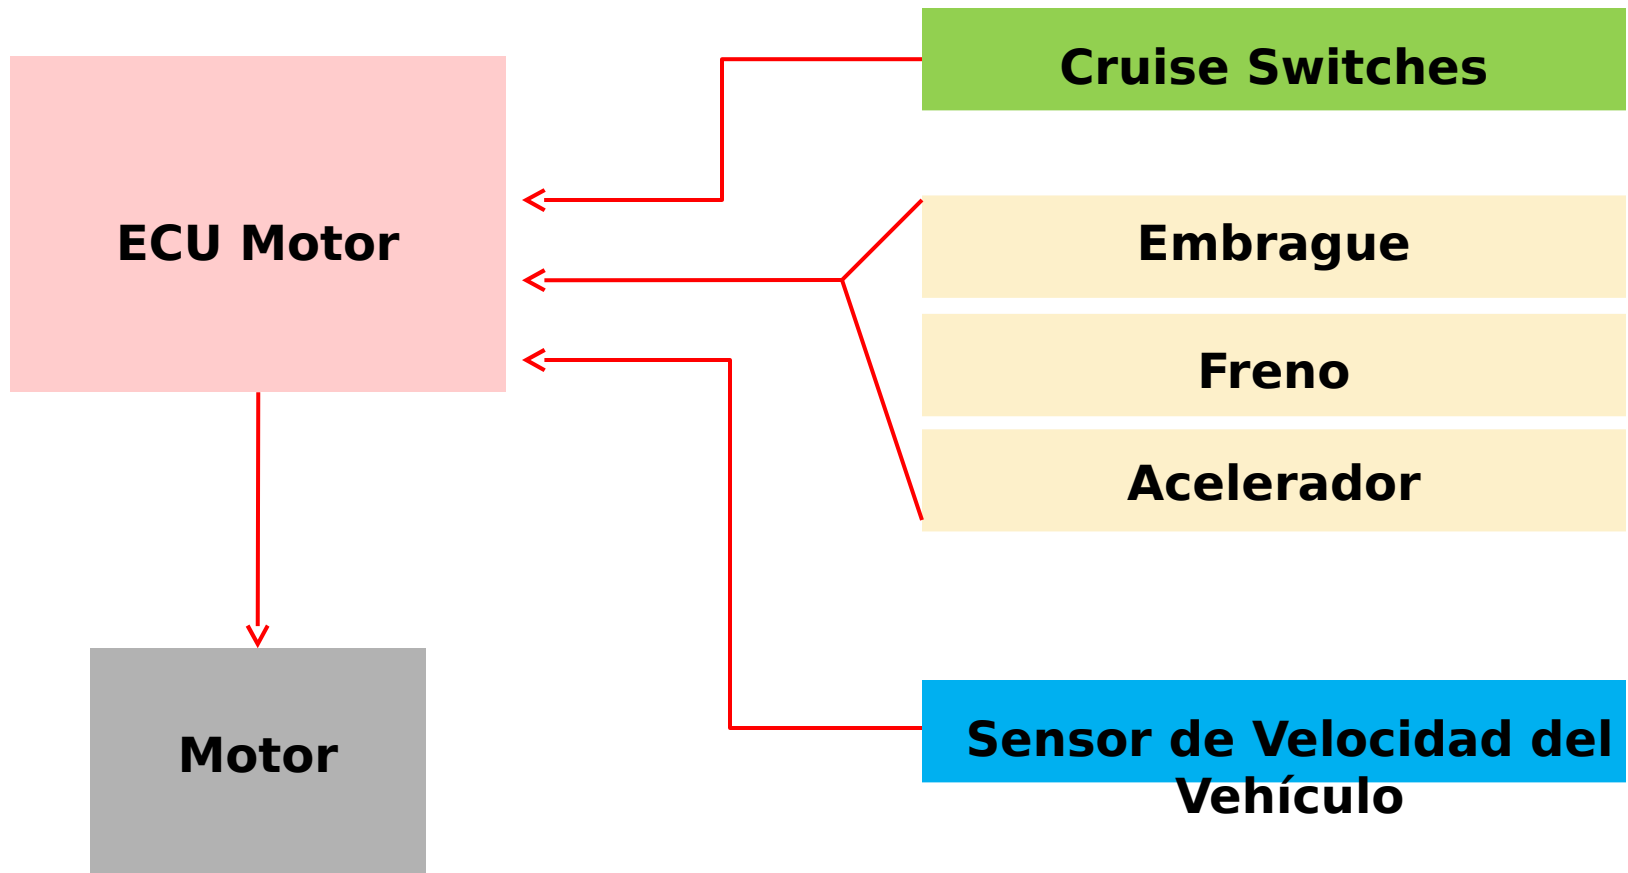 Cruise Switches
ECU Motor
Embrague
Freno
Acelerador
Motor
Sensor de Velocidad del
Vehículo